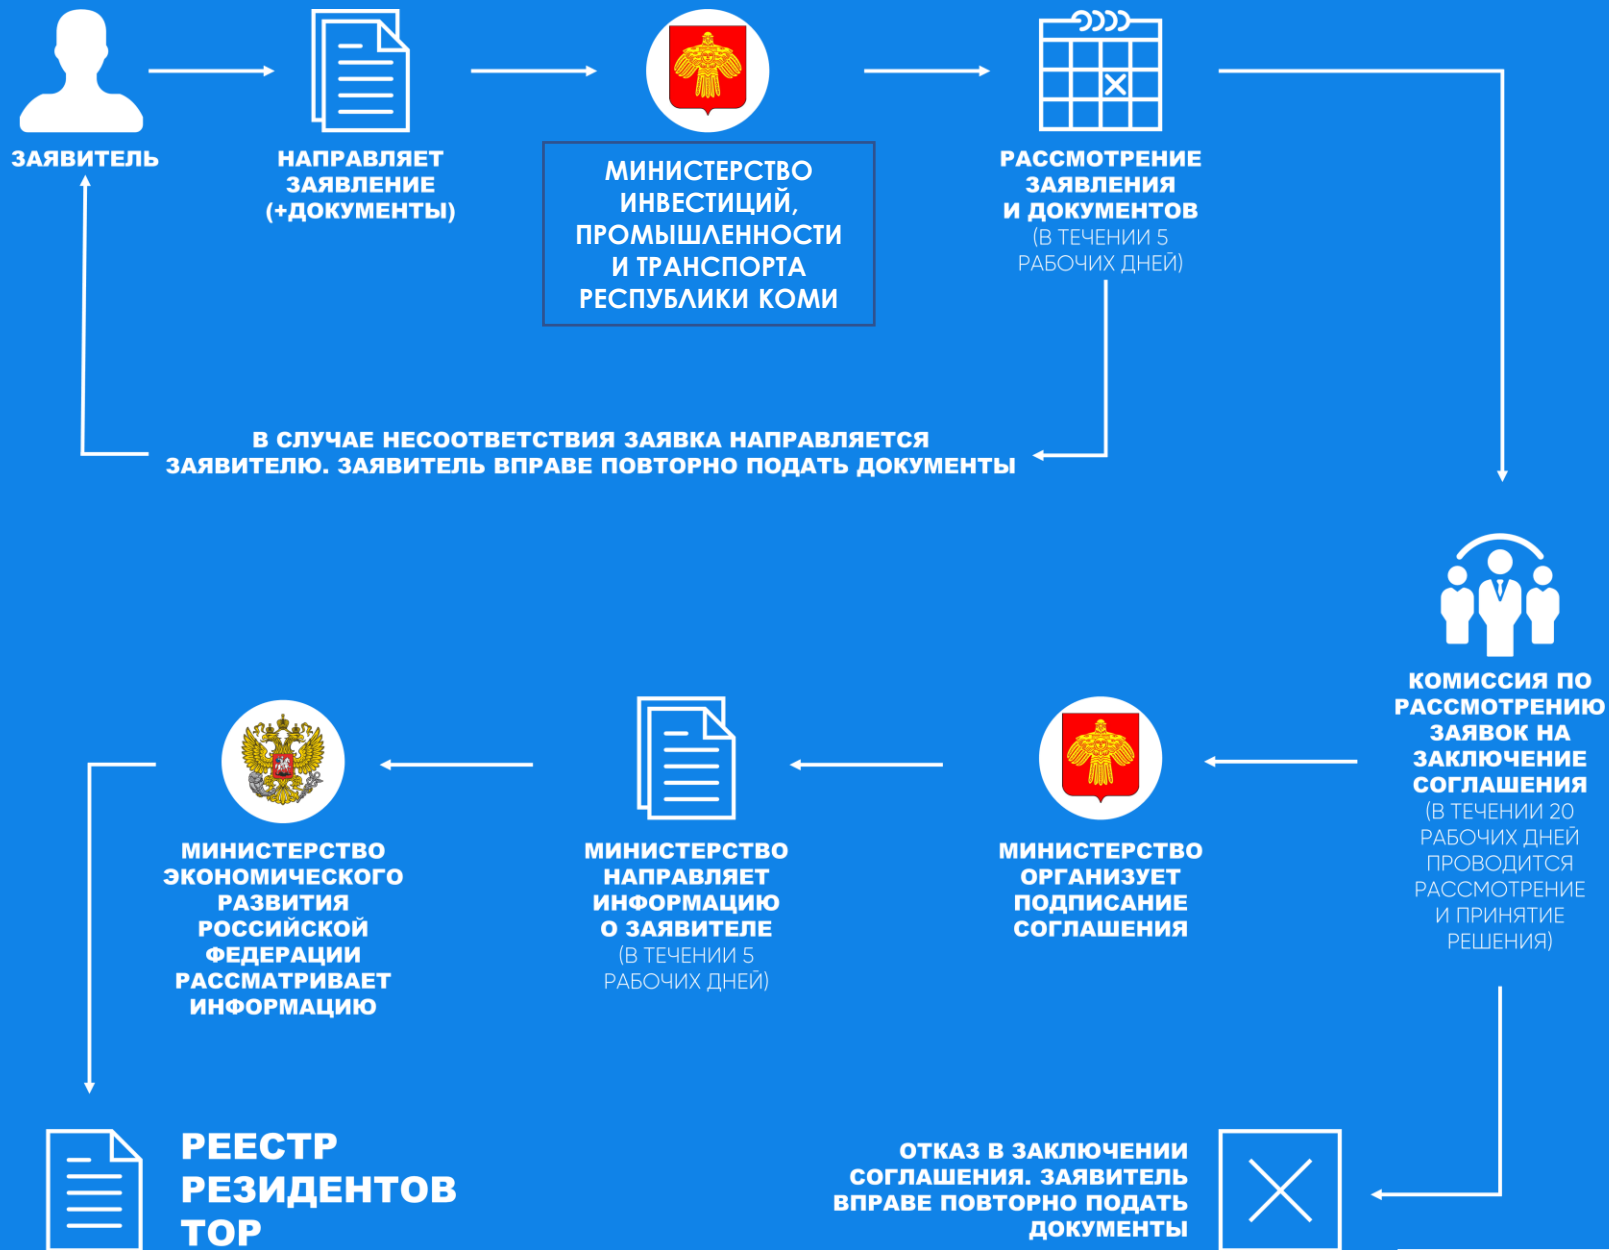 ЗАЯВИТЕЛЬ
НАПРАВЛЯЕТ
ЗАЯВЛЕНИЕ
(+ДОКУМЕНТЫ)
МИНИСТЕРСТВО
ИНВЕСТИЦИЙ,
ПРОМЫШЛЕННОСТИ
И ТРАНСПОРТА
РЕСПУБЛИКИ КОМИ
РАССМОТРЕНИЕ
ЗАЯВЛЕНИЯ
И ДОКУМЕНТОВ
(В ТЕЧЕНИИ 5
РАБОЧИХ ДНЕЙ)
В СЛУЧАЕ НЕСООТВЕТСТВИЯ ЗАЯВКА НАПРАВЛЯЕТСЯ
ЗАЯВИТЕЛЮ. ЗАЯВИТЕЛЬ ВПРАВЕ ПОВТОРНО ПОДАТЬ ДОКУМЕНТЫ
КОМИССИЯ ПО
РАССМОТРЕНИЮ
ЗАЯВОК НА
ЗАКЛЮЧЕНИЕ
СОГЛАШЕНИЯ
(В ТЕЧЕНИИ 20
РАБОЧИХ ДНЕЙ
ПРОВОДИТСЯ
РАССМОТРЕНИЕ
И ПРИНЯТИЕ
РЕШЕНИЯ)
МИНИСТЕРСТВО
ОРГАНИЗУЕТ
ПОДПИСАНИЕ
СОГЛАШЕНИЯ
МИНИСТЕРСТВО
НАПРАВЛЯЕТ
ИНФОРМАЦИЮ
О ЗАЯВИТЕЛЕ
(В ТЕЧЕНИИ 5
РАБОЧИХ ДНЕЙ)
МИНИСТЕРСТВО
ЭКОНОМИЧЕСКОГО
РАЗВИТИЯ
РОССИЙСКОЙ
ФЕДЕРАЦИИ
РАССМАТРИВАЕТ
ИНФОРМАЦИЮ
РЕЕСТР
РЕЗИДЕНТОВ
ТОР
ОТКАЗ В ЗАКЛЮЧЕНИИ
СОГЛАШЕНИЯ. ЗАЯВИТЕЛЬ
ВПРАВЕ ПОВТОРНО ПОДАТЬ
ДОКУМЕНТЫ